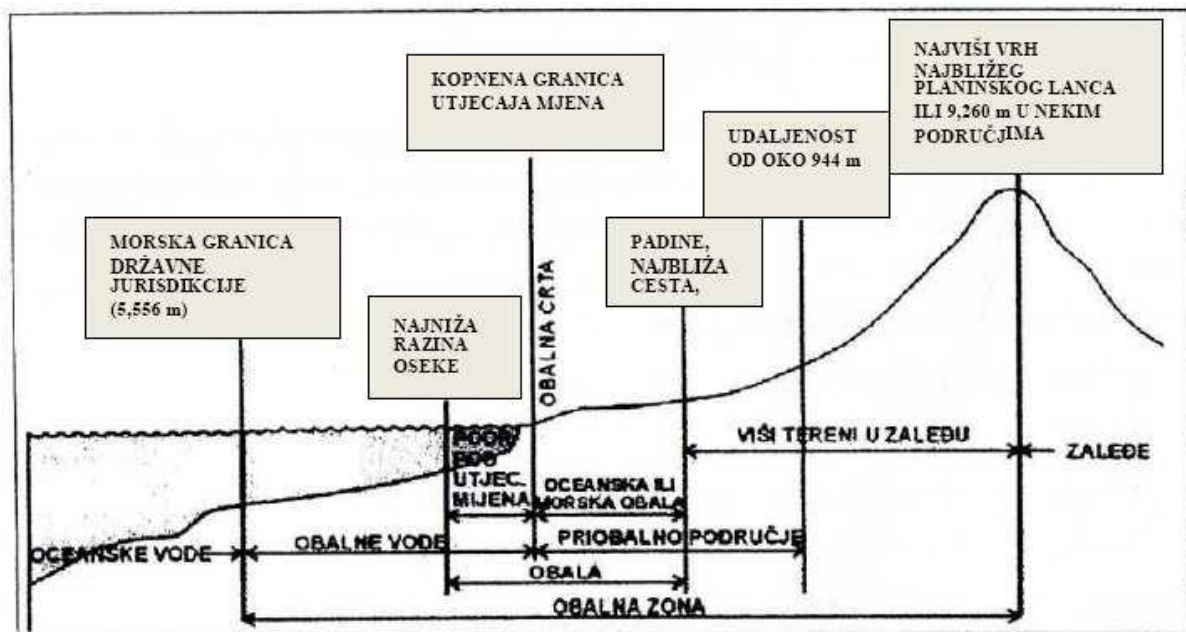 NAJVIŠI VRH
NAJBLIŽEG
PLANINSKOG LANCA
ILI 9,260 m U NEKIM
PODRUČJIMA
KOPNENA GRANICA
UTJECAJA MJENA
UDALJENOST
OD OKO 944 m
MORSKA GRANICA
DRŽAVNE
JURISDIKCIJE
(5,556 m)
PADINE,
NAJBLIŽA
CESTA,
NAJNIŽA
RAZINA
OSEKE
OBALNA CRTA
VIŠI TERENI U ZALEĐU
ZALEĐE
POD
UTJEC.
MIJENA
OCEANSKA ILI
MORSKA OBALA
OCEANSKE VODE
OBALNE VODE
PRIOBALNO PODRUČJE
OBALA
OBALNA ZONA